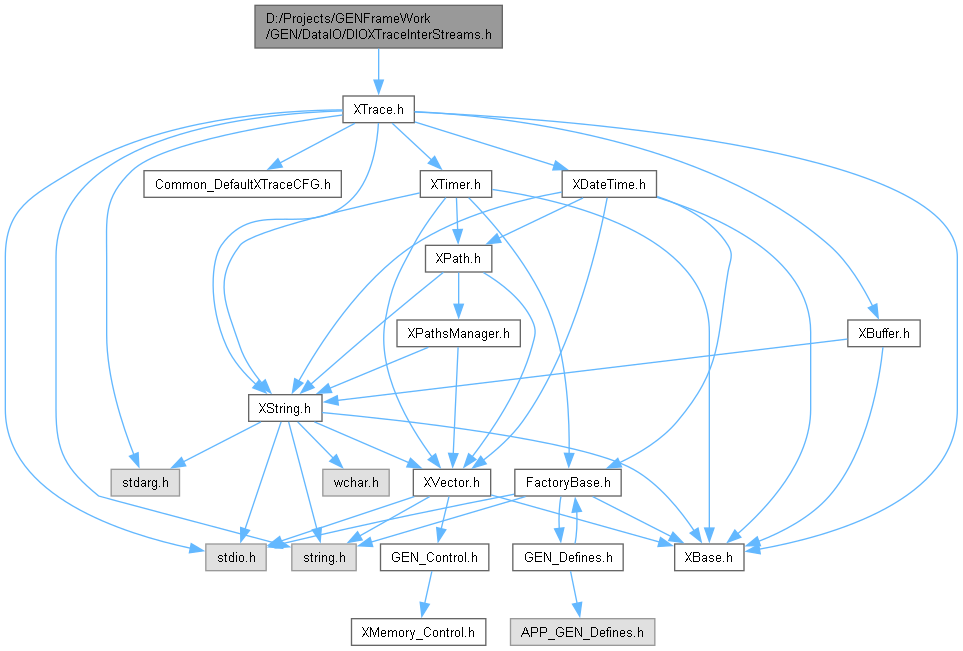 D:/Projects/GENFrameWork
/GEN/DataIO/DIOXTraceInterStreams.h
XTrace.h
Common_DefaultXTraceCFG.h
XTimer.h
XDateTime.h
XPath.h
XPathsManager.h
XBuffer.h
XString.h
stdarg.h
wchar.h
XVector.h
FactoryBase.h
stdio.h
string.h
GEN_Control.h
GEN_Defines.h
XBase.h
XMemory_Control.h
APP_GEN_Defines.h